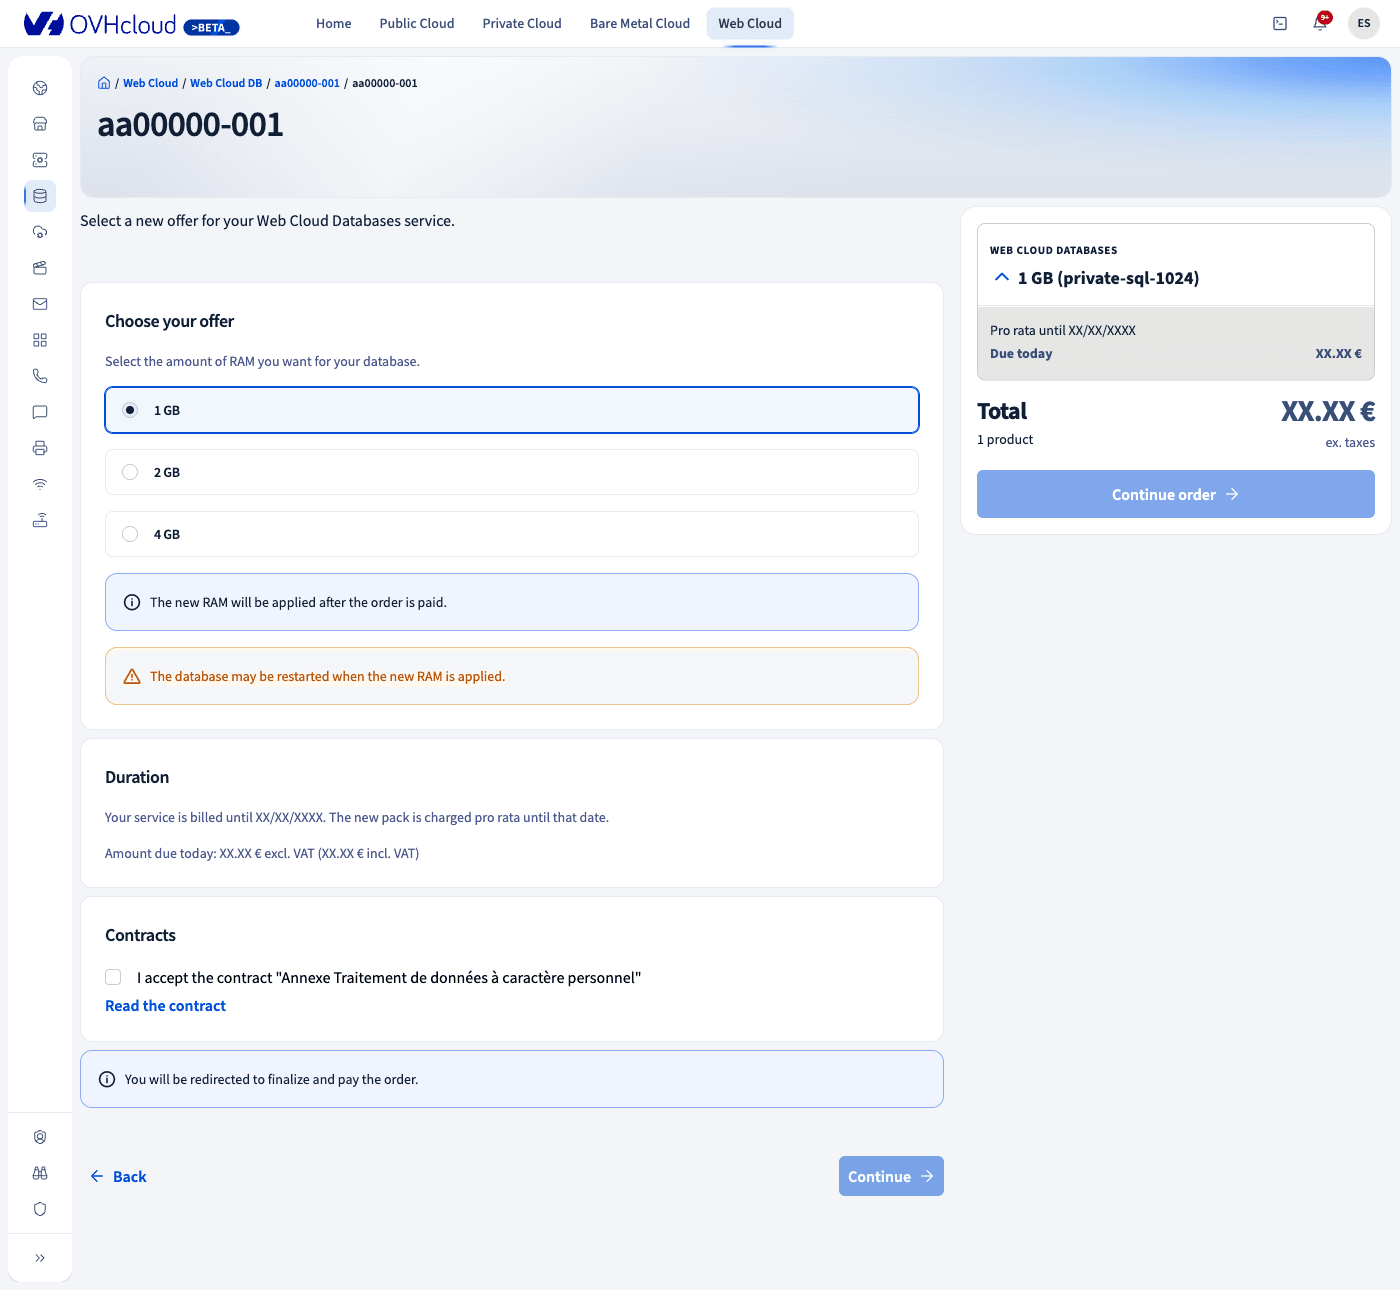 OVHcloud >BETA_ Home Public Cloud Private Cloud Bare Metal Cloud Web Cloud 9+ ES
/ Web Cloud / Web Cloud DB / aa00000-001 / aa00000-001
aa00000-001
Select a new offer for your Web Cloud Databases service.
Choose your offer
Select the amount of RAM you want for your database.
1 GB
2 GB
4 GB
The new RAM will be applied after the order is paid.
The database may be restarted when the new RAM is applied.
Duration
Your service is billed until XX/XX/XXXX. The new pack is charged pro rata until that date.
Amount due today: XX.XX € excl. VAT (XX.XX € incl. VAT)
Contracts
I accept the contract "Annexe Traitement de données à caractère personnel"
Read the contract
You will be redirected to finalize and pay the order.
Back
Continue
WEB CLOUD DATABASES
1 GB (private-sql-1024)
Pro rata until XX/XX/XXXX
Due today XX.XX €
Total XX.XX €
1 product ex. taxes
Continue order